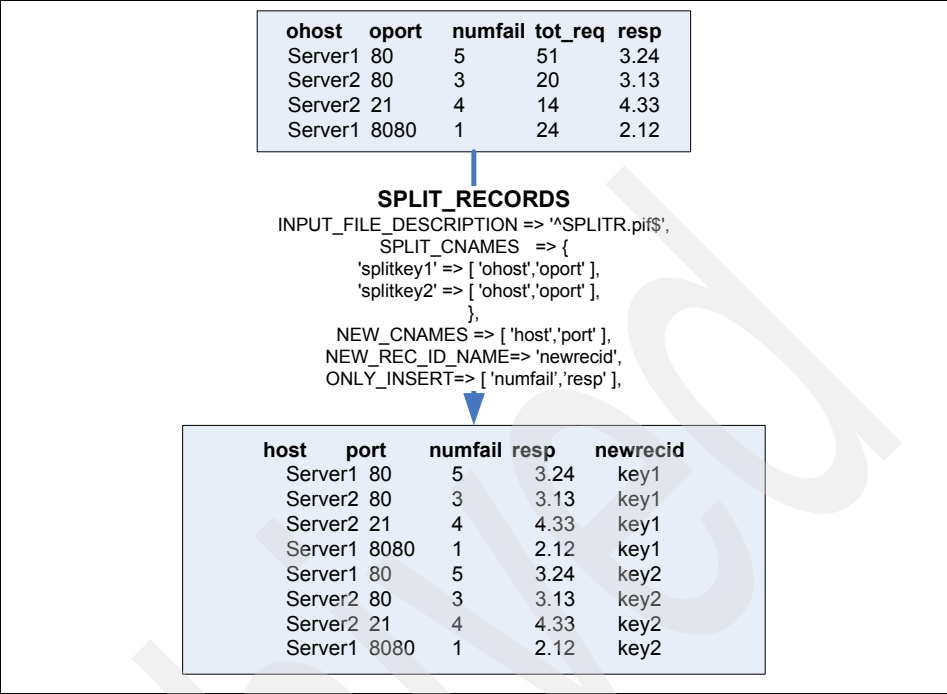 ohost oport numfail tot_req resp
Server1 80 5 51 3.24
Server2 80 3 20 3.13
Server2 21 4 14 4.33
Server1 8080 1 24 2.12
SPLIT_RECORDS
INPUT_FILE_DESCRIPTION => '^SPLITR.pif$',
SPLIT_CNAMES => {
'splitkey1' => [ 'ohost','oport' ],
'splitkey2' => [ 'ohost','oport' ],
},
NEW_CNAMES => [ 'host','port' ],
NEW_REC_ID_NAME=> 'newrecid',
ONLY_INSERT=> [ 'numfail’,’resp' ],
host port numfail resp newrecid
Server1 80 5 3.24 key1
Server2 80 3 3.13 key1
Server2 21 4 4.33 key1
Server1 8080 1 2.12 key1
Server1 80 5 3.24 key2
Server2 80 3 3.13 key2
Server2 21 4 4.33 key2
Server1 8080 1 2.12 key2